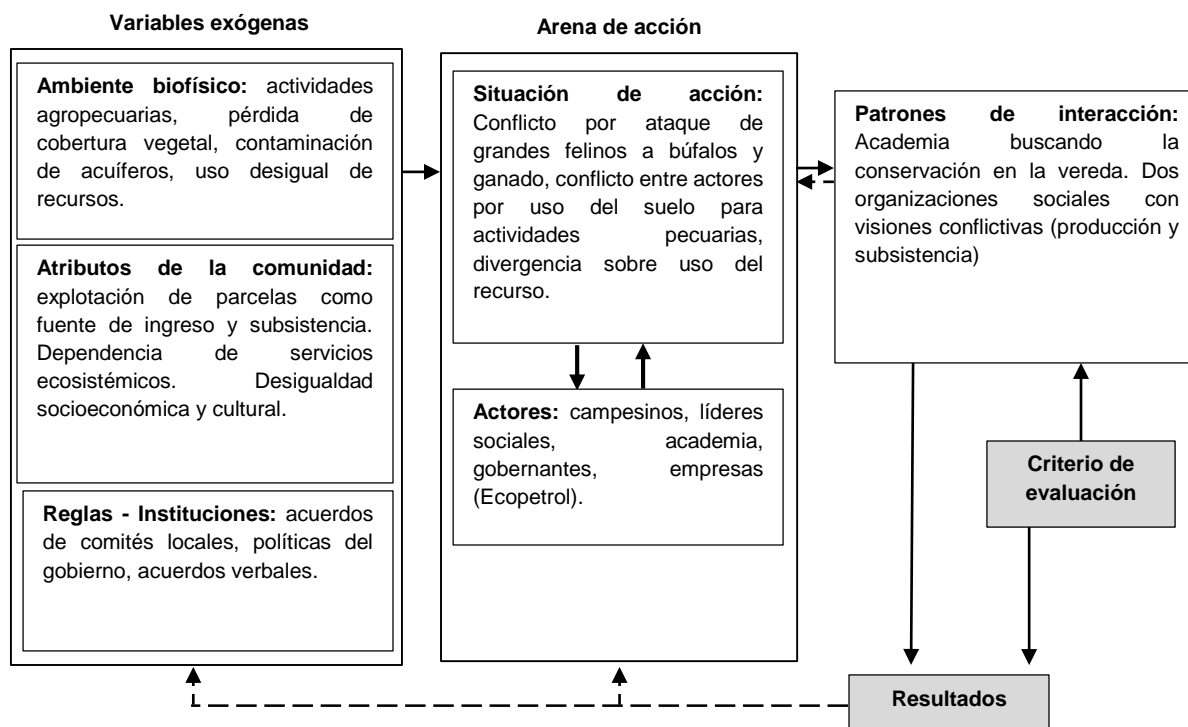 Variables exógenas
Ambiente biofísico: actividades
agropecuarias, pérdida de
cobertura vegetal, contaminación
de acuíferos, uso desigual de
recursos.
Atributos de la comunidad:
explotación de parcelas como
fuente de ingreso y subsistencia.
Dependencia de servicios
ecosistémicos. Desigualdad
socioeconómica y cultural.
Reglas - Instituciones: acuerdos
de comités locales, políticas del
gobierno, acuerdos verbales.
Arena de acción
Situación de acción:
Conflicto por ataque de
grandes felinos a búfalos y
ganado, conflicto entre actores
por uso del suelo para
actividades pecuarias,
divergencia sobre uso del
recurso.
Actores: campesinos, líderes
sociales, academia,
gobernantes, empresas
(Ecopetrol).
Patrones de interacción:
Academia buscando la
conservación en la vereda. Dos
organizaciones sociales con
visiones conflictivas (producción y
subsistencia)
Criterio de
evaluación
Resultados